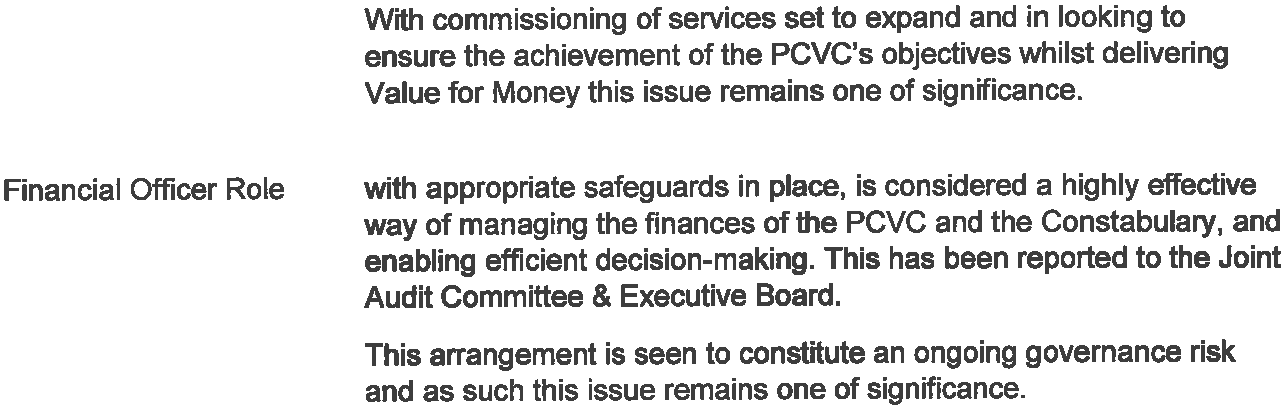 With commissioning of services set to expand and in looking to
ensure the achievement of the PCVC's objectives whilst delivering
Value for Money this issue remains one of significance.
Financial Officer Role with appropriate safeguards in place, is considered a highly effective
way of managing the finances of the PCVC and the Constabulary, and
enabling efficient decision-making. This has been reported to the Joint
Audit Committee & Executive Board.
This arrangement is seen to constitute an ongoing governance risk
and as such this issue remains one of significance.